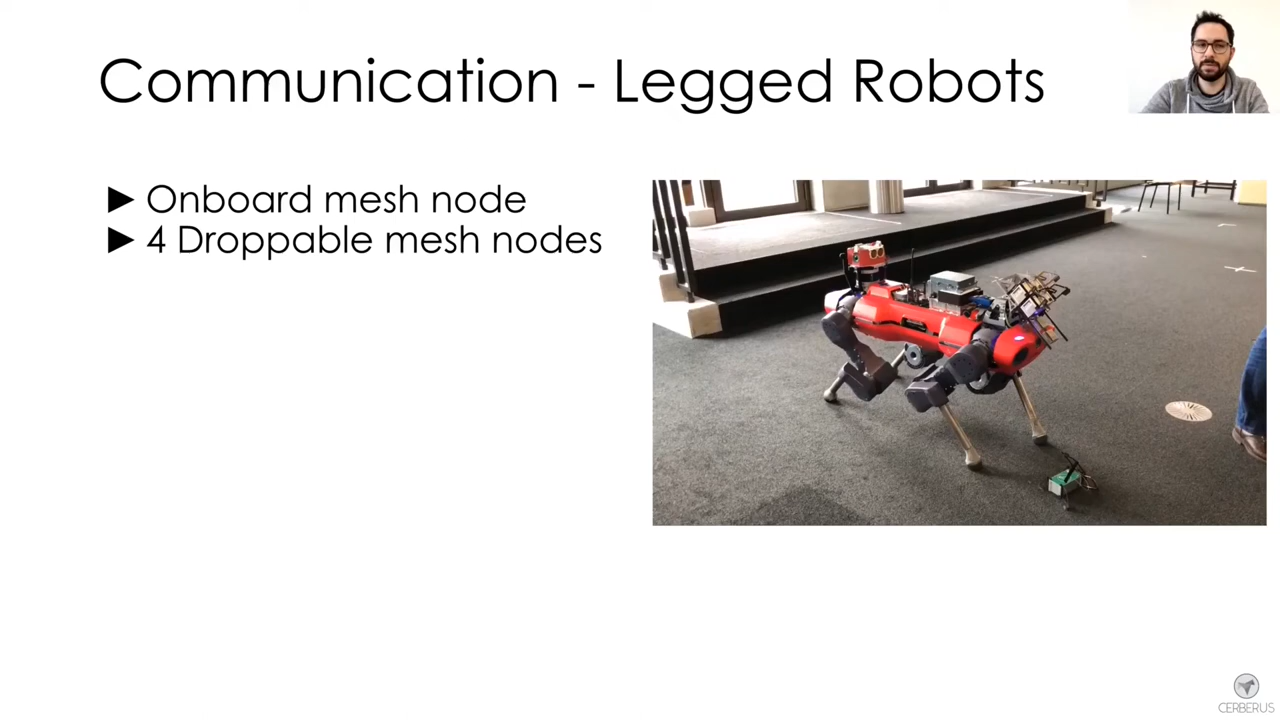 Communication - Legged Robots
► Onboard mesh node
► 4 Droppable mesh nodes
CERBERUS